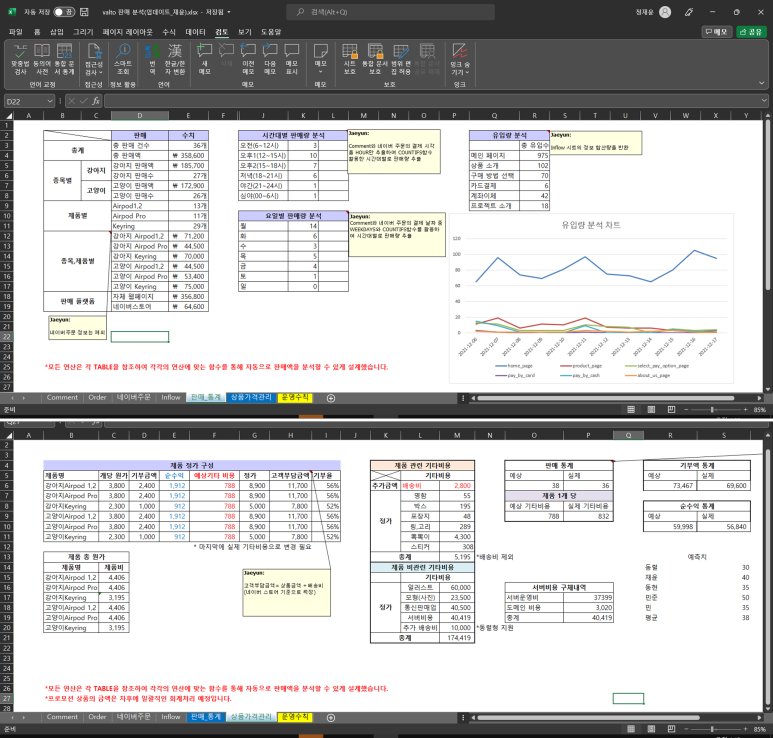 자동 저장 끔 valto 판매 분석(업데이트_채윤).xlsx - 저장됨 검색(Alt+Q) 정채윤
파일 홈 삽입 그리기 페이지 레이아웃 수식 데이터 검토 보기 도움말 메모 공유
맞춤법 검사 동의어 사전 통합 문서 통계 접근성 검사 스마트 조회 번역 한글/한자 변환 새 메모 이전 메모 다음 메모 메모 표시 메모 시트 보호 통합 문서 보호 범위 편집 허용 잉크 숨기기
언어 교정 접근성 정보 활용 언어 메모 메모 보호 잉크
D22 fx
A B C D E F G J K L M N O P Q R S T U V W X Y
판매 수치
총계 총 판매 건수 36개
총 판매액 ₩ 358,600
종목별 강아지 강아지 판매액 ₩ 185,700
강아지 판매수 27개
고양이 고양이 판매액 ₩ 172,900
고양이 판매수 26개
제품별 Airpod1,2 13개
Airpod Pro 11개
Keyring 29개
종목,제품별 강아지 Airpod1,2 ₩ 71,200
강아지 Airpod Pro ₩ 44,500
강아지 Keyring ₩ 70,000
고양이 Airpod1,2 ₩ 44,500
고양이 Airpod Pro ₩ 53,400
고양이 Keyring ₩ 75,000
판매 플랫폼 자체 웹페이지 ₩ 356,800
네이버스토어 ₩ 64,600
Jaeyun:
네이버주문 정보는 제외
시간대별 판매량 분석
오전(6~12시) 3
오후1(12~15시) 10
오후2(15~18시) 7
저녁(18~21시) 6
야간(21~24시) 1
심야(00~6시) 1
Jaeyun:
Comment와 네이버 주문의 결제 시각
를 HOUR만 추출하여 COUNTIFS함수
활용한 시간대별로 판매량 추출
요일별 판매량 분석
월 14
화 6
수 3
목 5
금 4
토 1
일 0
Jaeyun:
Comment와 네이버 주문의 결제 날짜 중
WEEKDAYS와 COUNTIFS함수를 활용하
여 시간대별로 판매량 추출
유입량 분석
총 유입수
메인 페이지 975
상품 소개 102
구매 방법 선택 70
카드결제 6
계좌이체 42
프로젝트 소개 18
Jaeyun:
Inflow 시트의 정보 합산량을 반환
유입량 분석 차트
120
100
80
60
40
20
0
2021-12-06 2021-12-07 2021-12-08 2021-12-09 2021-12-10 2021-12-11 2021-12-12 2021-12-13 2021-12-14 2021-12-15 2021-12-16 2021-12-17
home_page product_page select_pay_option_page
pay_by_card pay_by_cash about_us_page
*모든 연산은 각 TABLE을 참조하여 각각의 연산에 맞는 함수를 통해 자동으로 판매액을 분석할 수 있게 설계했습니다.
Comment Order 네이버주문 Inflow 판매_통계 상품가격관리 운영수칙
준비 85%
A B C D E F G H I J K L M N O P Q R S
제품 정가 구성
제품명 개당 원가 기부금액 순수익 예상기타 비용 정가 고객부담금액 기부율
강아지Airpod 1,2 3,800 2,400 1,912 788 8,900 11,700 56%
강아지Airpod Pro 3,800 2,400 1,912 788 8,900 11,700 56%
강아지Keyring 2,300 1,000 912 788 5,000 7,800 52%
고양이Airpod 1,2 3,800 2,400 1,912 788 8,900 11,700 56%
고양이Airpod Pro 3,800 2,400 1,912 788 8,900 11,700 56%
고양이Keyring 2,300 1,000 912 788 5,000 7,800 52%
* 마지막에 실제 기타비용으로 변경 필요
제품 총 원가
제품명 제품비
강아지Airpod 1,2 4,406
강아지Airpod Pro 4,406
강아지Keyring 3,195
고양이Airpod 1,2 4,406
고양이Airpod Pro 4,406
고양이Keyring 3,195
Jaeyun:
고객부담금액= 상품금액 + 배송비
(네이버 스토어 기준으로 책정)
제품 관련 기타비용
기타비용
추가금액 배송비 2,800
정가 명함 55
박스 195
포장지 48
링,고리 289
똑똑이 4,300
스티커 308
총계 5,195 *배송비 제외
제품 비관련 기타비용
기타비용
정가 일러스트 60,000
모형(사진) 23,500
통신판매업 40,500
서버비용 40,419
추가 배송비 10,000 *동렬형 지원
총계 174,419
판매 통계
예상 실제
38 36
제품 1개 당
예상 기타비용 실제 기타비용
788 832
서버비용 구체내역
서버운영비 37399
도메인 비용 3,020
총계 40,419
기부액 통계
예상 실제
73,467 69,600
순수익 통계
예상 실제
59,998 56,840
예측치
동렬 30
채윤 40
동현 35
민준 50
민 35
평균 38
*모든 연산은 각 TABLE을 참조하여 각각의 연산에 맞는 함수를 통해 자동으로 판매액을 분석할 수 있게 설계했습니다.
*프로모션 상품의 금액은 차후에 일괄적인 회계처리 예정입니다.
Comment Order 네이버주문 Inflow 판매_통계 상품가격관리 운영수칙
준비 85%